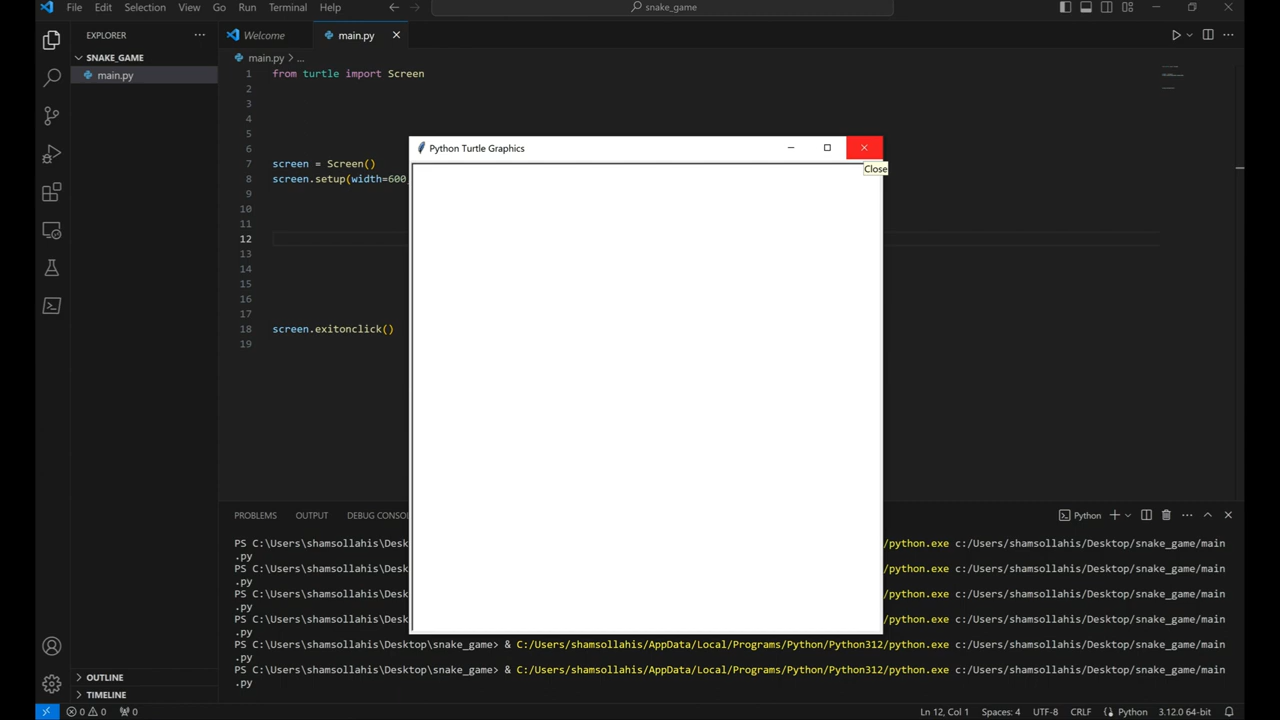 File Edit Selection View Go Run Terminal Help
snake_game
EXPLORER
SNAKE_GAME
main.py
OUTLINE
TIMELINE
Welcome
main.py
main.py > ...
1 from turtle import Screen
2
3
4
5
6
7 screen = Screen()
8 screen.setup(width=600,
9
10
11
12
13
14
15
16
17
18 screen.exitonclick()
19
Python Turtle Graphics
Close
PROBLEMS OUTPUT DEBUG CONSOL
Python
PS C:\Users\shamsollahis\Desk /python.exe c:/Users/shamsollahis/Desktop/snake_game/main
.py
PS C:\Users\shamsollahis\Desk /python.exe c:/Users/shamsollahis/Desktop/snake_game/main
.py
PS C:\Users\shamsollahis\Desk /python.exe c:/Users/shamsollahis/Desktop/snake_game/main
.py
PS C:\Users\shamsollahis\Desk /python.exe c:/Users/shamsollahis/Desktop/snake_game/main
.py
PS C:\Users\shamsollahis\Desktop\snake_game> & C:/Users/shamsollahis/AppData/Local/Programs/Python/Python312/python.exe c:/Users/shamsollahis/Desktop/snake_game/main
.py
PS C:\Users\shamsollahis\Desktop\snake_game> & C:/Users/shamsollahis/AppData/Local/Programs/Python/Python312/python.exe c:/Users/shamsollahis/Desktop/snake_game/main
.py
0 0 0 Ln 12, Col 1 Spaces: 4 UTF-8 CRLF Python 3.12.0 64-bit